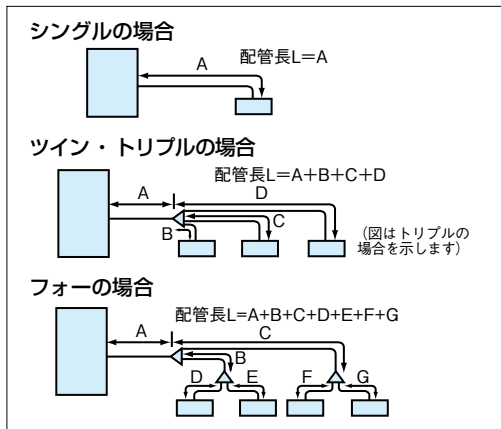 シングルの場合
A 配管長L=A
ツイン・トリプルの場合
配管長L=A+B+C+D
A D
C
B
(図はトリプルの
場合を示します)
フォーの場合
配管長L=A+B+C+D+E+F+G
A C
B
D E F G